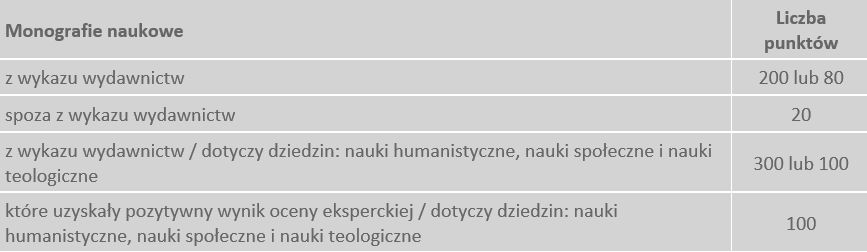 Monografie naukowe
Liczba
punktów
z wykazu wydawnictw
200 lub 80
spoza z wykazu wydawnictw
20
z wykazu wydawnictw / dotyczy dziedzin: nauki humanistyczne, nauki społeczne i nauki
teologiczne
300 lub 100
które uzyskały pozytywny wynik oceny eksperckiej / dotyczy dziedzin: nauki
humanistyczne, nauki społeczne i nauki teologiczne
100